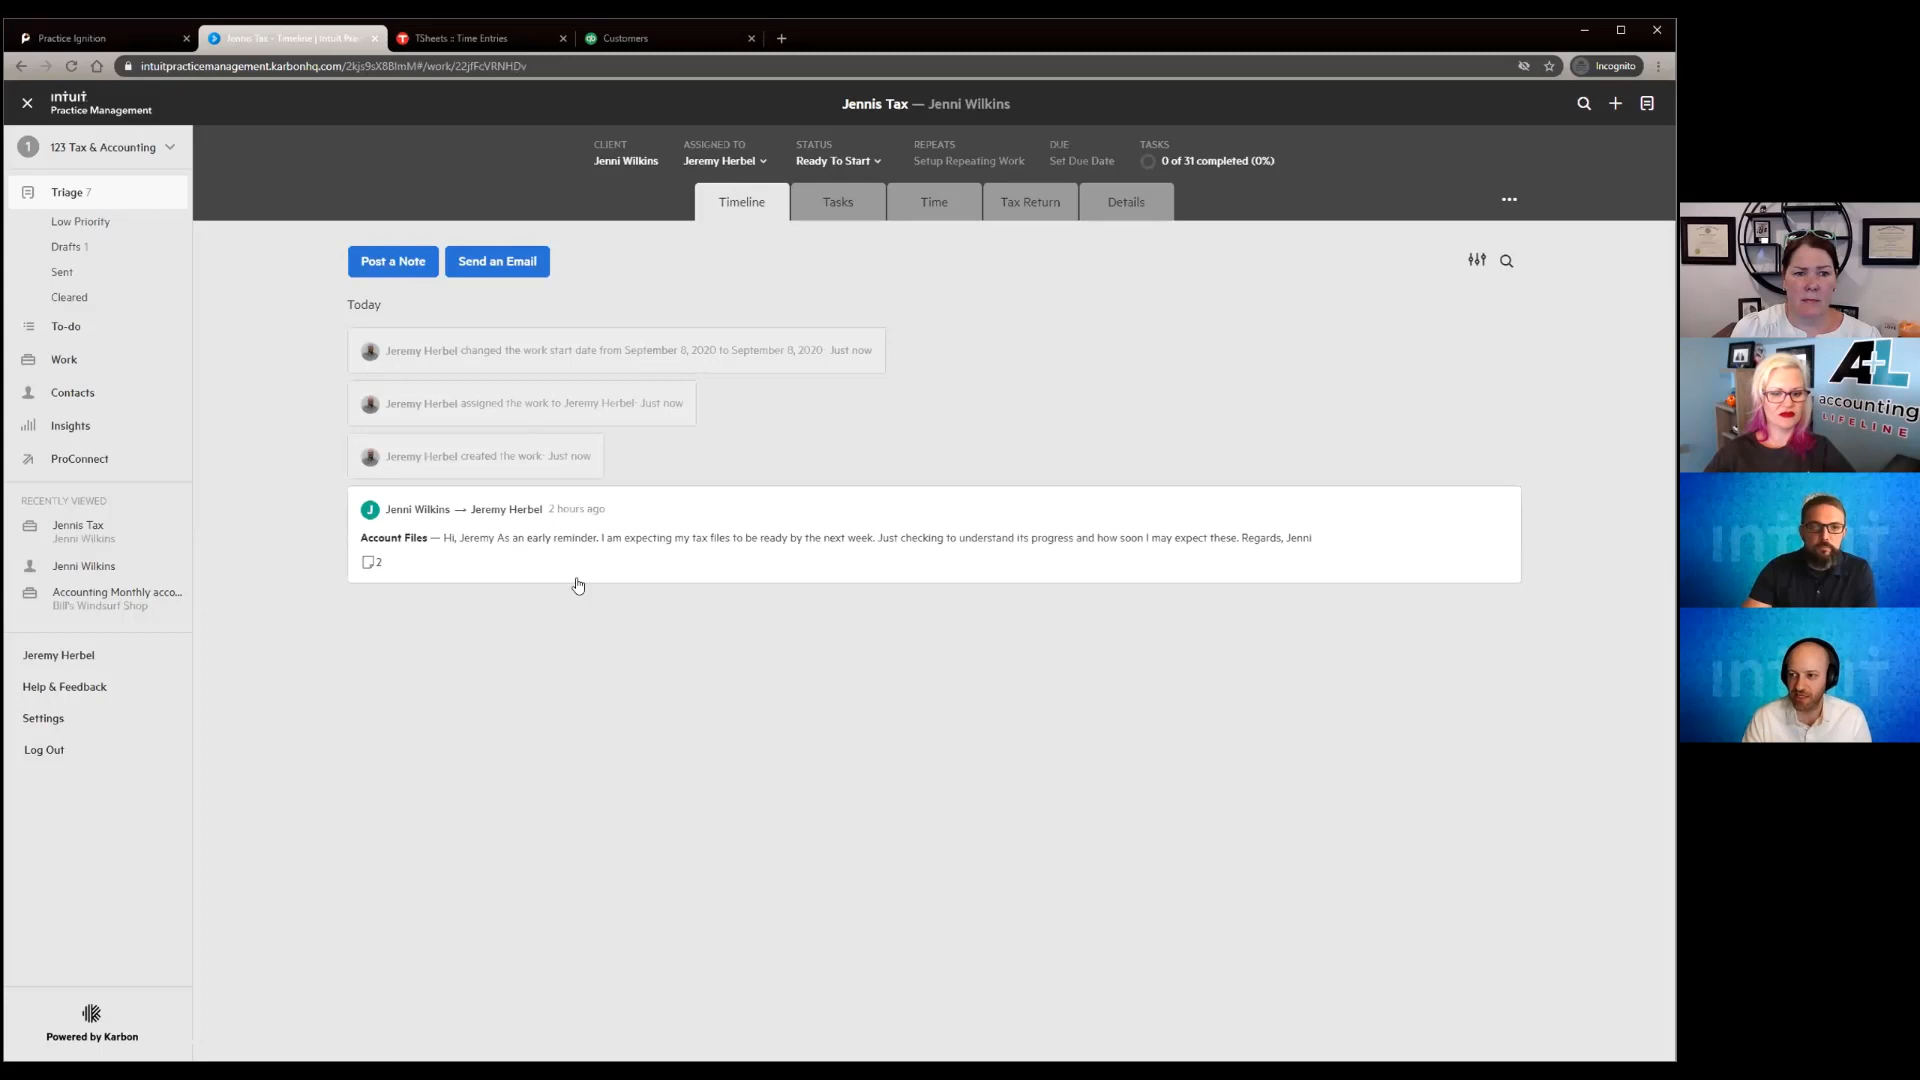 Practice Ignition
Jennis Tax - Timeline | Intuit Prac
TSheets :: Time Entries
Customers
intuitpracticemanagement.karbonhq.com/2kjs9sX8BlmM#/work/22jfFcVRNHDv
Incognito
intuit
Practice Management
Jennis Tax — Jenni Wilkins
1 123 Tax & Accounting
CLIENT
Jenni Wilkins
ASSIGNED TO
Jeremy Herbel
STATUS
Ready To Start
REPEATS
Setup Repeating Work
DUE
Set Due Date
TASKS
0 of 31 completed (0%)
Triage 7
Low Priority
Drafts 1
Sent
Cleared
To-do
Work
Contacts
Insights
ProConnect
RECENTLY VIEWED
Jennis Tax
Jenni Wilkins
Jenni Wilkins
Accounting Monthly acco...
Bill's Windsurf Shop
Jeremy Herbel
Help & Feedback
Settings
Log Out
Powered by Karbon
Timeline
Tasks
Time
Tax Return
Details
Post a Note
Send an Email
Today
Jeremy Herbel changed the work start date from September 8, 2020 to September 8, 2020 · Just now
Jeremy Herbel assigned the work to Jeremy Herbel · Just now
Jeremy Herbel created the work · Just now
J Jenni Wilkins → Jeremy Herbel 2 hours ago
Account Files — Hi, Jeremy As an early reminder. I am expecting my tax files to be ready by the next week. Just checking to understand its progress and how soon I may expect these. Regards, Jenni
2
A+L
accounting
LIFELINE